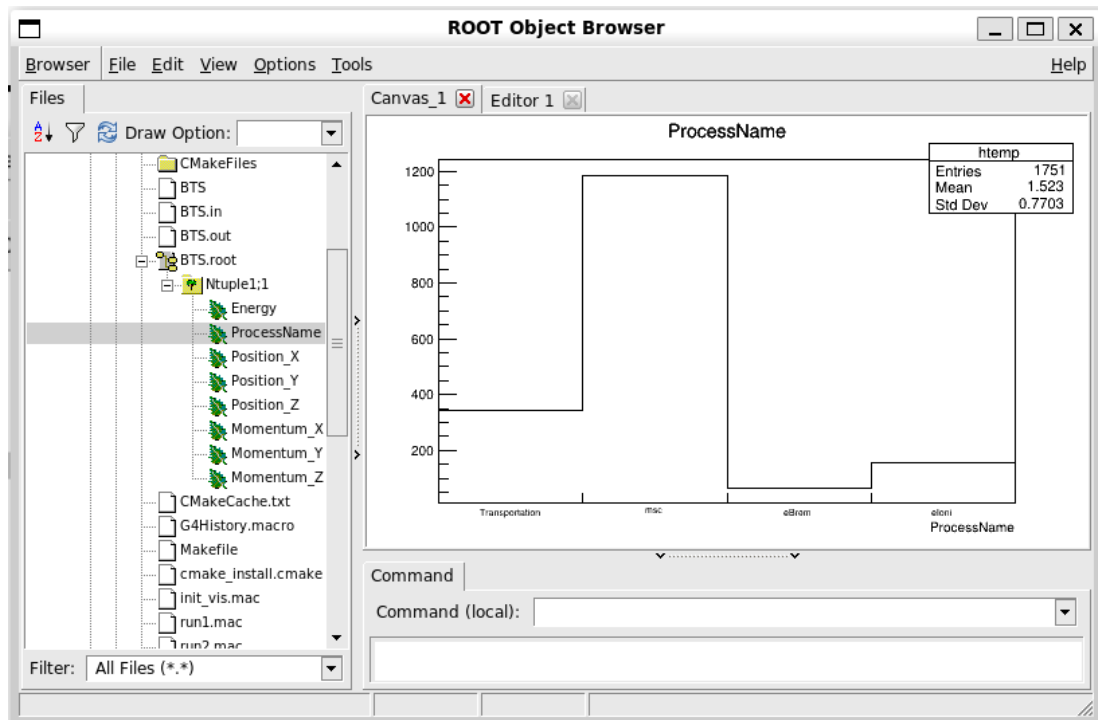 ROOT Object Browser
Browser File Edit View Options Tools Help
Files
Draw Option:
CMakeFiles
BTS
BTS.in
BTS.out
BTS.root
Ntuple1;1
Energy
ProcessName
Position_X
Position_Y
Position_Z
Momentum_X
Momentum_Y
Momentum_Z
CMakeCache.txt
G4History.macro
Makefile
cmake_install.cmake
init_vis.mac
run1.mac
run2.mac
Filter: All Files (*.*)
Canvas_1 Editor 1
ProcessName
htemp
Entries 1751
Mean 1.523
Std Dev 0.7703
1200
1000
800
600
400
200
Transportation msc eBrem eIoni
ProcessName
Command
Command (local):